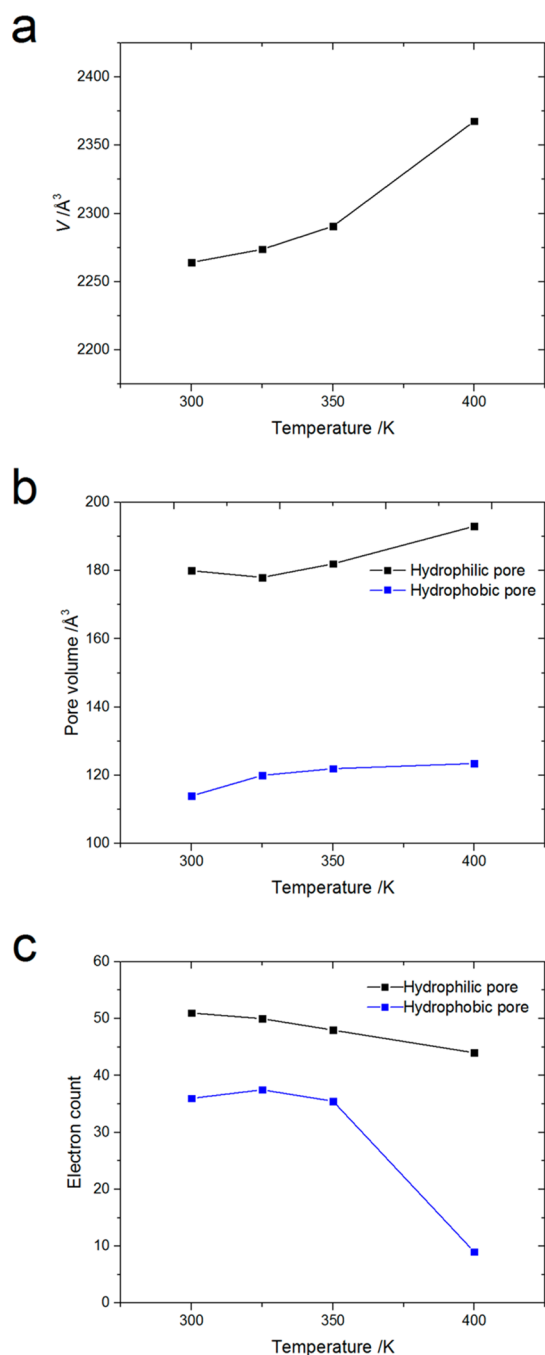 a
2400
2350
2300
2250
2200
V /Å³
300
350
400
Temperature /K
b
200
180
160
140
120
100
Pore volume /Å³
Hydrophilic pore
Hydrophobic pore
300
350
400
Temperature /K
c
60
50
40
30
20
10
0
Electron count
Hydrophilic pore
Hydrophobic pore
300
350
400
Temperature /K